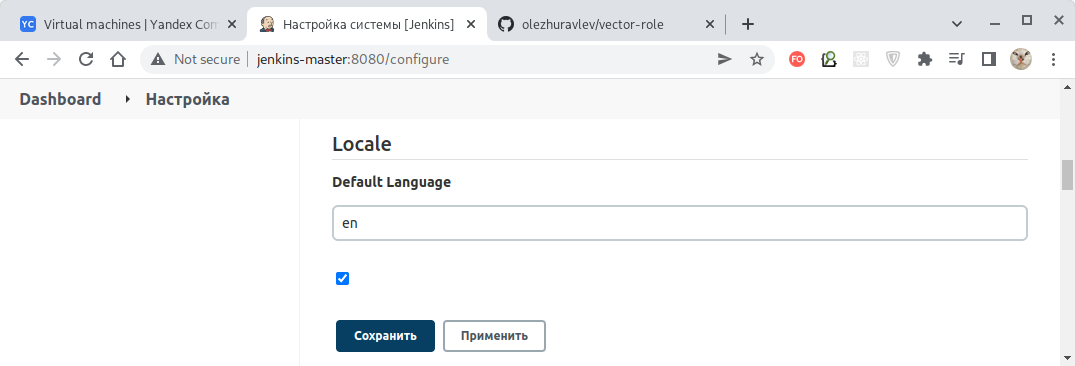 YC Virtual machines | Yandex Com
Настройка системы [Jenkins]
olezhuravlev/vector-role
Not secure jenkins-master:8080/configure
FO
Dashboard Настройка
Locale
Default Language
en
Сохранить Применить